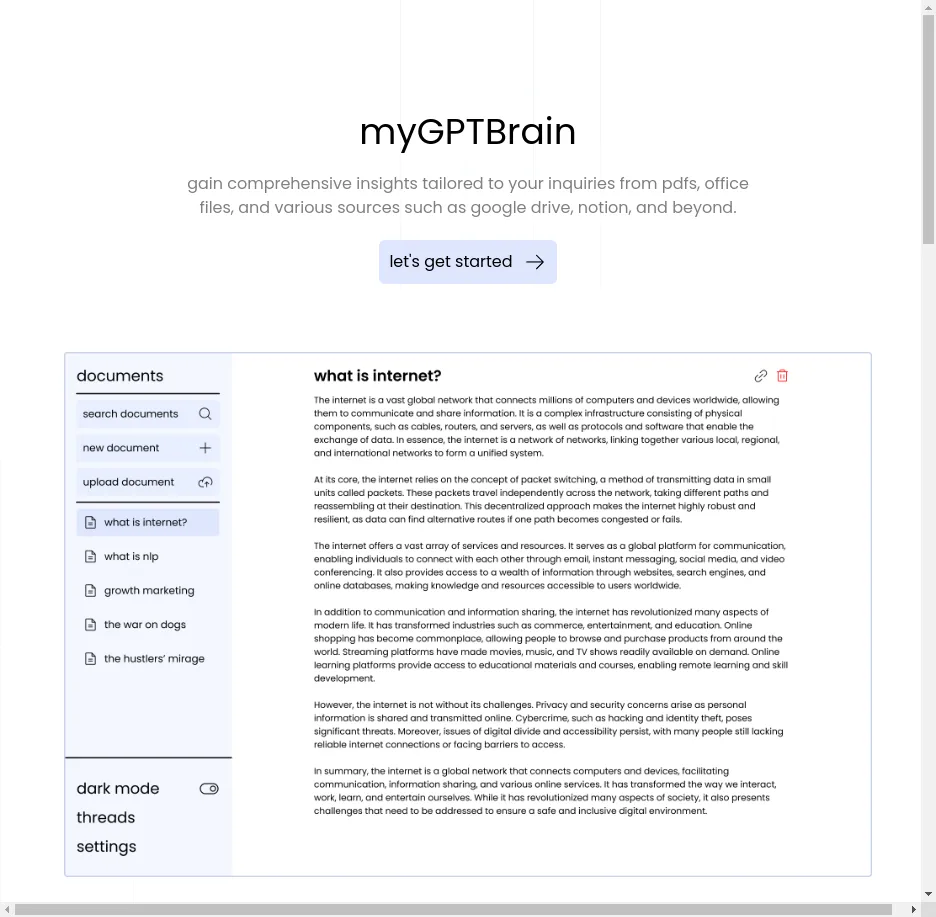 myGPTBrain
gain comprehensive insights tailored to your inquiries from pdfs, office
files, and various sources such as google drive, notion, and beyond.
let's get started
documents
search documents
new document
upload document
what is internet?
what is nlp
growth marketing
the war on dogs
the hustlers’ mirage
dark mode
threads
settings
what is internet?
The internet is a vast global network that connects millions of computers and devices worldwide, allowing
them to communicate and share information. It is a complex infrastructure consisting of physical
components, such as cables, routers, and servers, as well as protocols and software that enable the
exchange of data. In essence, the internet is a network of networks, linking together various local, regional,
and international networks to form a unified system.
At its core, the internet relies on the concept of packet switching, a method of transmitting data in small
units called packets. These packets travel independently across the network, taking different paths and
reassembling at their destination. This decentralized approach makes the internet highly robust and
resilient, as data can find alternative routes if one path becomes congested or fails.
The internet offers a vast array of services and resources. It serves as a global platform for communication,
enabling individuals to connect with each other through email, instant messaging, social media, and video
conferencing. It also provides access to a wealth of information through websites, search engines, and
online databases, making knowledge and resources accessible to users worldwide.
In addition to communication and information sharing, the internet has revolutionized many aspects of
modern life. It has transformed industries such as commerce, entertainment, and education. Online
shopping has become commonplace, allowing people to browse and purchase products from around the
world. Streaming platforms have made movies, music, and TV shows readily available on demand. Online
learning platforms provide access to educational materials and courses, enabling remote learning and skill
development.
However, the internet is not without its challenges. Privacy and security concerns arise as personal
information is shared and transmitted online. Cybercrime, such as hacking and identity theft, poses
significant threats. Moreover, issues of digital divide and accessibility persist, with many people still lacking
reliable internet connections or facing barriers to access.
In summary, the internet is a global network that connects computers and devices, facilitating
communication, information sharing, and various online services. It has transformed the way we interact,
work, learn, and entertain ourselves. While it has revolutionized many aspects of society, it also presents
challenges that need to be addressed to ensure a safe and inclusive digital environment.